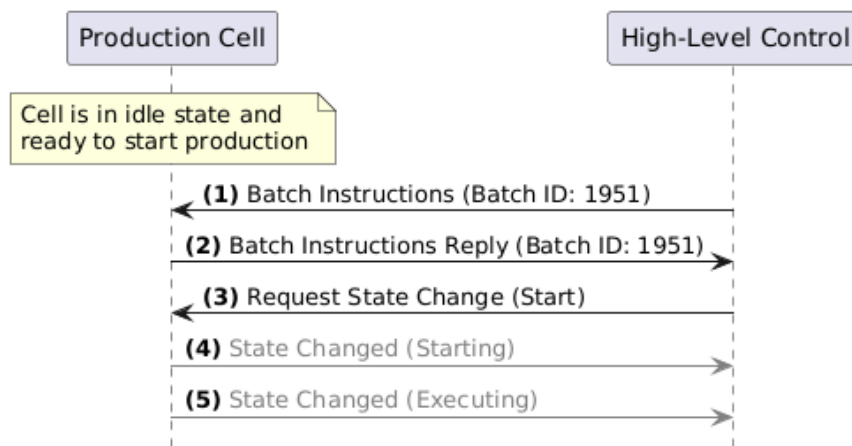 Production Cell
High-Level Control
Cell is in idle state and
ready to start production
(1) Batch Instructions (Batch ID: 1951)
(2) Batch Instructions Reply (Batch ID: 1951)
(3) Request State Change (Start)
(4) State Changed (Starting)
(5) State Changed (Executing)